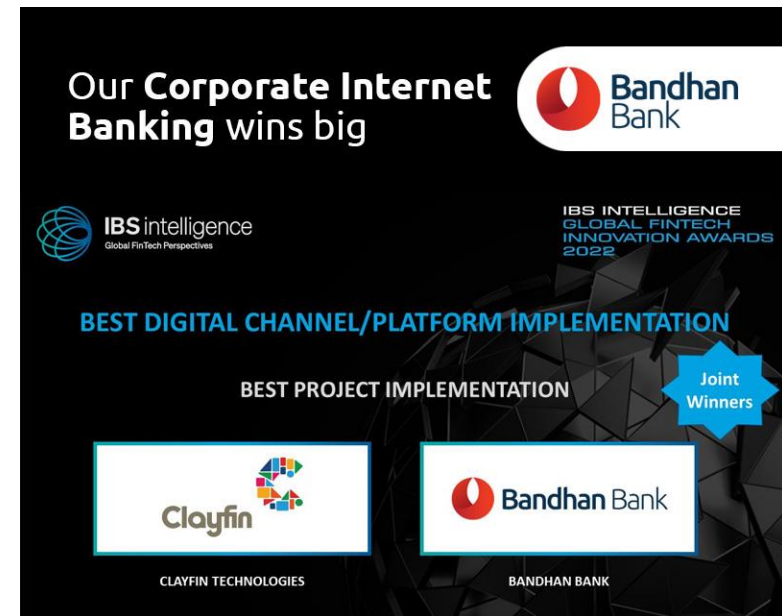 Our Corporate Internet
Banking wins big
Bandhan
Bank
IBS intelligence
Global FinTech Perspectives
IBS INTELLIGENCE
GLOBAL FINTECH
INNOVATION AWARDS
2022
BEST DIGITAL CHANNEL/PLATFORM IMPLEMENTATION
BEST PROJECT IMPLEMENTATION
Joint
Winners
Clayfin
Bandhan Bank
CLAYFIN TECHNOLOGIES
BANDHAN BANK